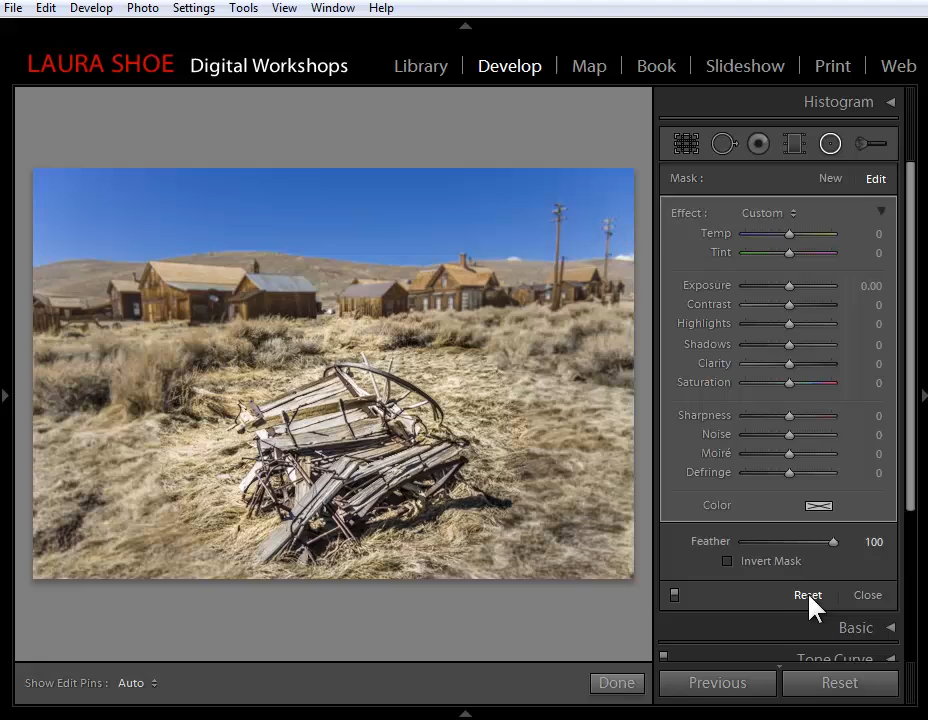 File Edit Develop Photo Settings Tools View Window Help
LAURA SHOE Digital Workshops Library Develop Map Book Slideshow Print Web
Histogram
Mask : New Edit
Effect : Custom
Temp 0
Tint 0
Exposure 0.00
Contrast 0
Highlights 0
Shadows 0
Clarity 0
Saturation 0
Sharpness 0
Noise 0
Moiré 0
Defringe 0
Color
Feather 100
Invert Mask
Reset Close
Basic
Tone Curve
Show Edit Pins : Auto Done Previous Reset